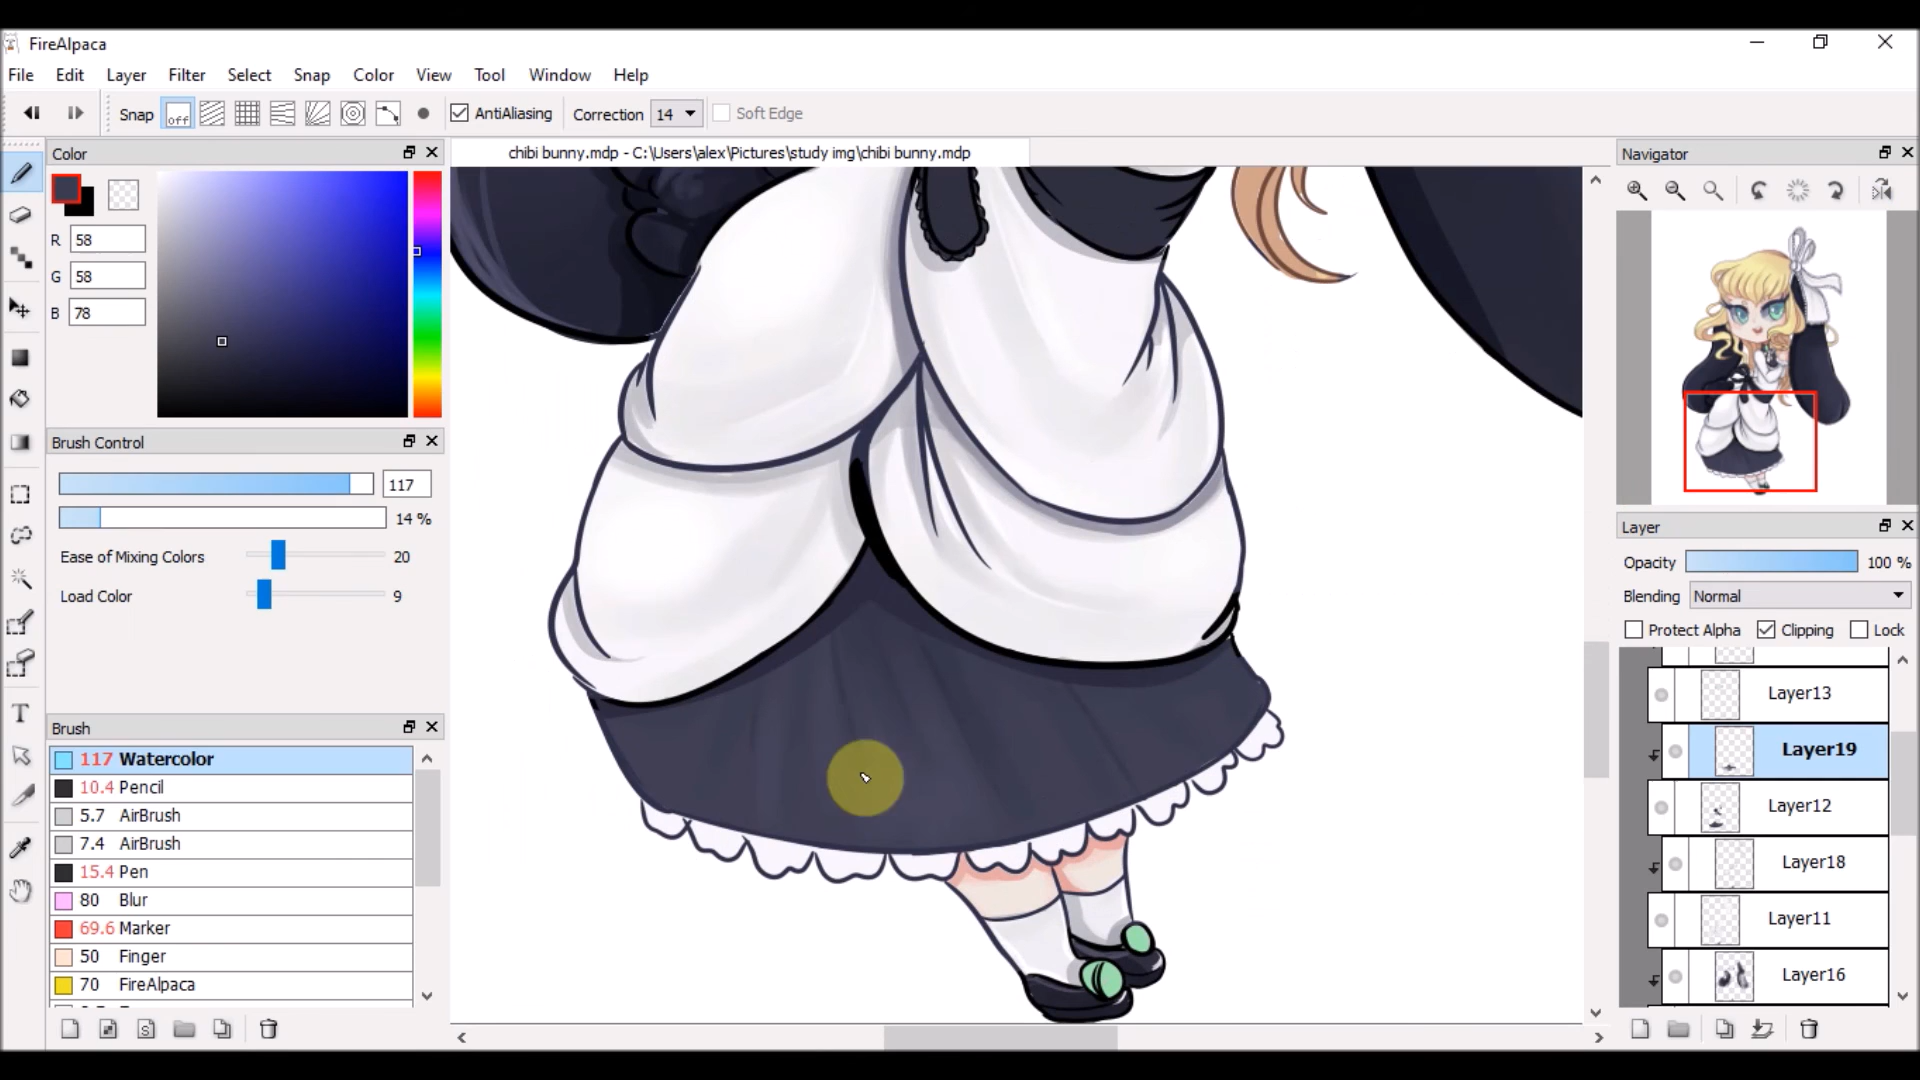 FireAlpaca
File Edit Layer Filter Select Snap Color View Tool Window Help
Snap off AntiAliasing Correction 14 Soft Edge
Color
chibi bunny.mdp - C:\Users\alex\Pictures\study img\chibi bunny.mdp
Navigator
R 58
G 58
B 78
Brush Control
117
14 %
Ease of Mixing Colors 20
Load Color 9
Brush
117 Watercolor
10.4 Pencil
5.7 AirBrush
7.4 AirBrush
15.4 Pen
80 Blur
69.6 Marker
50 Finger
70 FireAlpaca
Layer
Opacity 100 %
Blending Normal
Protect Alpha Clipping Lock
Layer13
Layer19
Layer12
Layer18
Layer11
Layer16